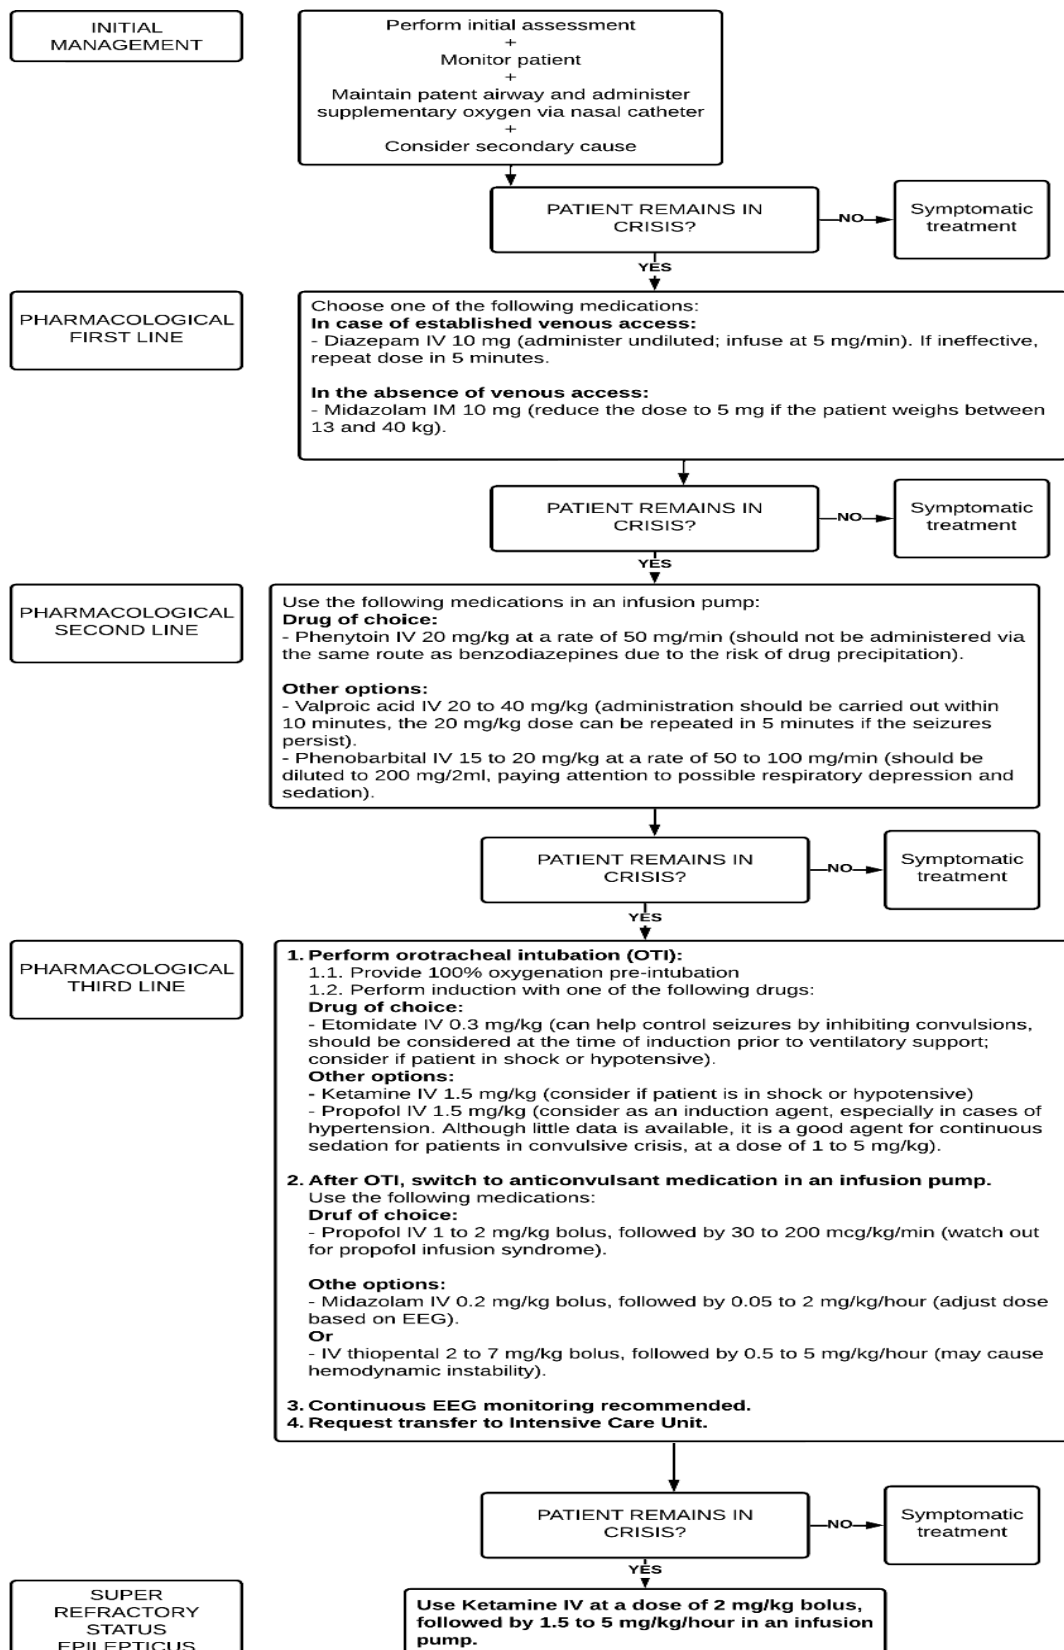 INITIAL
MANAGEMENT
Perform initial assessment
+
Monitor patient
+
Maintain patent airway and administer
supplementary oxygen via nasal catheter
+
Consider secondary cause
PATIENT REMAINS IN
CRISIS?
NO
Symptomatic
treatment
YES
PHARMACOLOGICAL
FIRST LINE
Choose one of the following medications:
In case of established venous access:
- Diazepam IV 10 mg (administer undiluted; infuse at 5 mg/min). If ineffective,
repeat dose in 5 minutes.
In the absence of venous access:
- Midazolam IM 10 mg (reduce the dose to 5 mg if the patient weighs between
13 and 40 kg).
PATIENT REMAINS IN
CRISIS?
NO
Symptomatic
treatment
YES
PHARMACOLOGICAL
SECOND LINE
Use the following medications in an infusion pump:
Drug of choice:
- Phenytoin IV 20 mg/kg at a rate of 50 mg/min (should not be administered via
the same route as benzodiazepines due to the risk of drug precipitation).
Other options:
- Valproic acid IV 20 to 40 mg/kg (administration should be carried out within
10 minutes, the 20 mg/kg dose can be repeated in 5 minutes if the seizures
persist).
- Phenobarbital IV 15 to 20 mg/kg at a rate of 50 to 100 mg/min (should be
diluted to 200 mg/2ml, paying attention to possible respiratory depression and
sedation).
PATIENT REMAINS IN
CRISIS?
NO
Symptomatic
treatment
YES
PHARMACOLOGICAL
THIRD LINE
1. Perform orotracheal intubation (OTI):
1.1. Provide 100% oxygenation pre-intubation
1.2. Perform induction with one of the following drugs:
Drug of choice:
- Etomidate IV 0.3 mg/kg (can help control seizures by inhibiting convulsions,
should be considered at the time of induction prior to ventilatory support;
consider if patient in shock or hypotensive).
Other options:
- Ketamine IV 1.5 mg/kg (consider if patient is in shock or hypotensive)
- Propofol IV 1.5 mg/kg (consider as an induction agent, especially in cases of
hypertension. Although little data is available, it is a good agent for continuous
sedation for patients in convulsive crisis, at a dose of 1 to 5 mg/kg).
2. After OTI, switch to anticonvulsant medication in an infusion pump.
Use the following medications:
Druf of choice:
- Propofol IV 1 to 2 mg/kg bolus, followed by 30 to 200 mcg/kg/min (watch out
for propofol infusion syndrome).
Othe options:
- Midazolam IV 0.2 mg/kg bolus, followed by 0.05 to 2 mg/kg/hour (adjust dose
based on EEG).
Or
- IV thiopental 2 to 7 mg/kg bolus, followed by 0.5 to 5 mg/kg/hour (may cause
hemodynamic instability).
3. Continuous EEG monitoring recommended.
4. Request transfer to Intensive Care Unit.
PATIENT REMAINS IN
CRISIS?
NO
Symptomatic
treatment
YES
SUPER
REFRACTORY
STATUS
EPILEPTICUS
Use Ketamine IV at a dose of 2 mg/kg bolus,
followed by 1.5 to 5 mg/kg/hour in an infusion
pump.